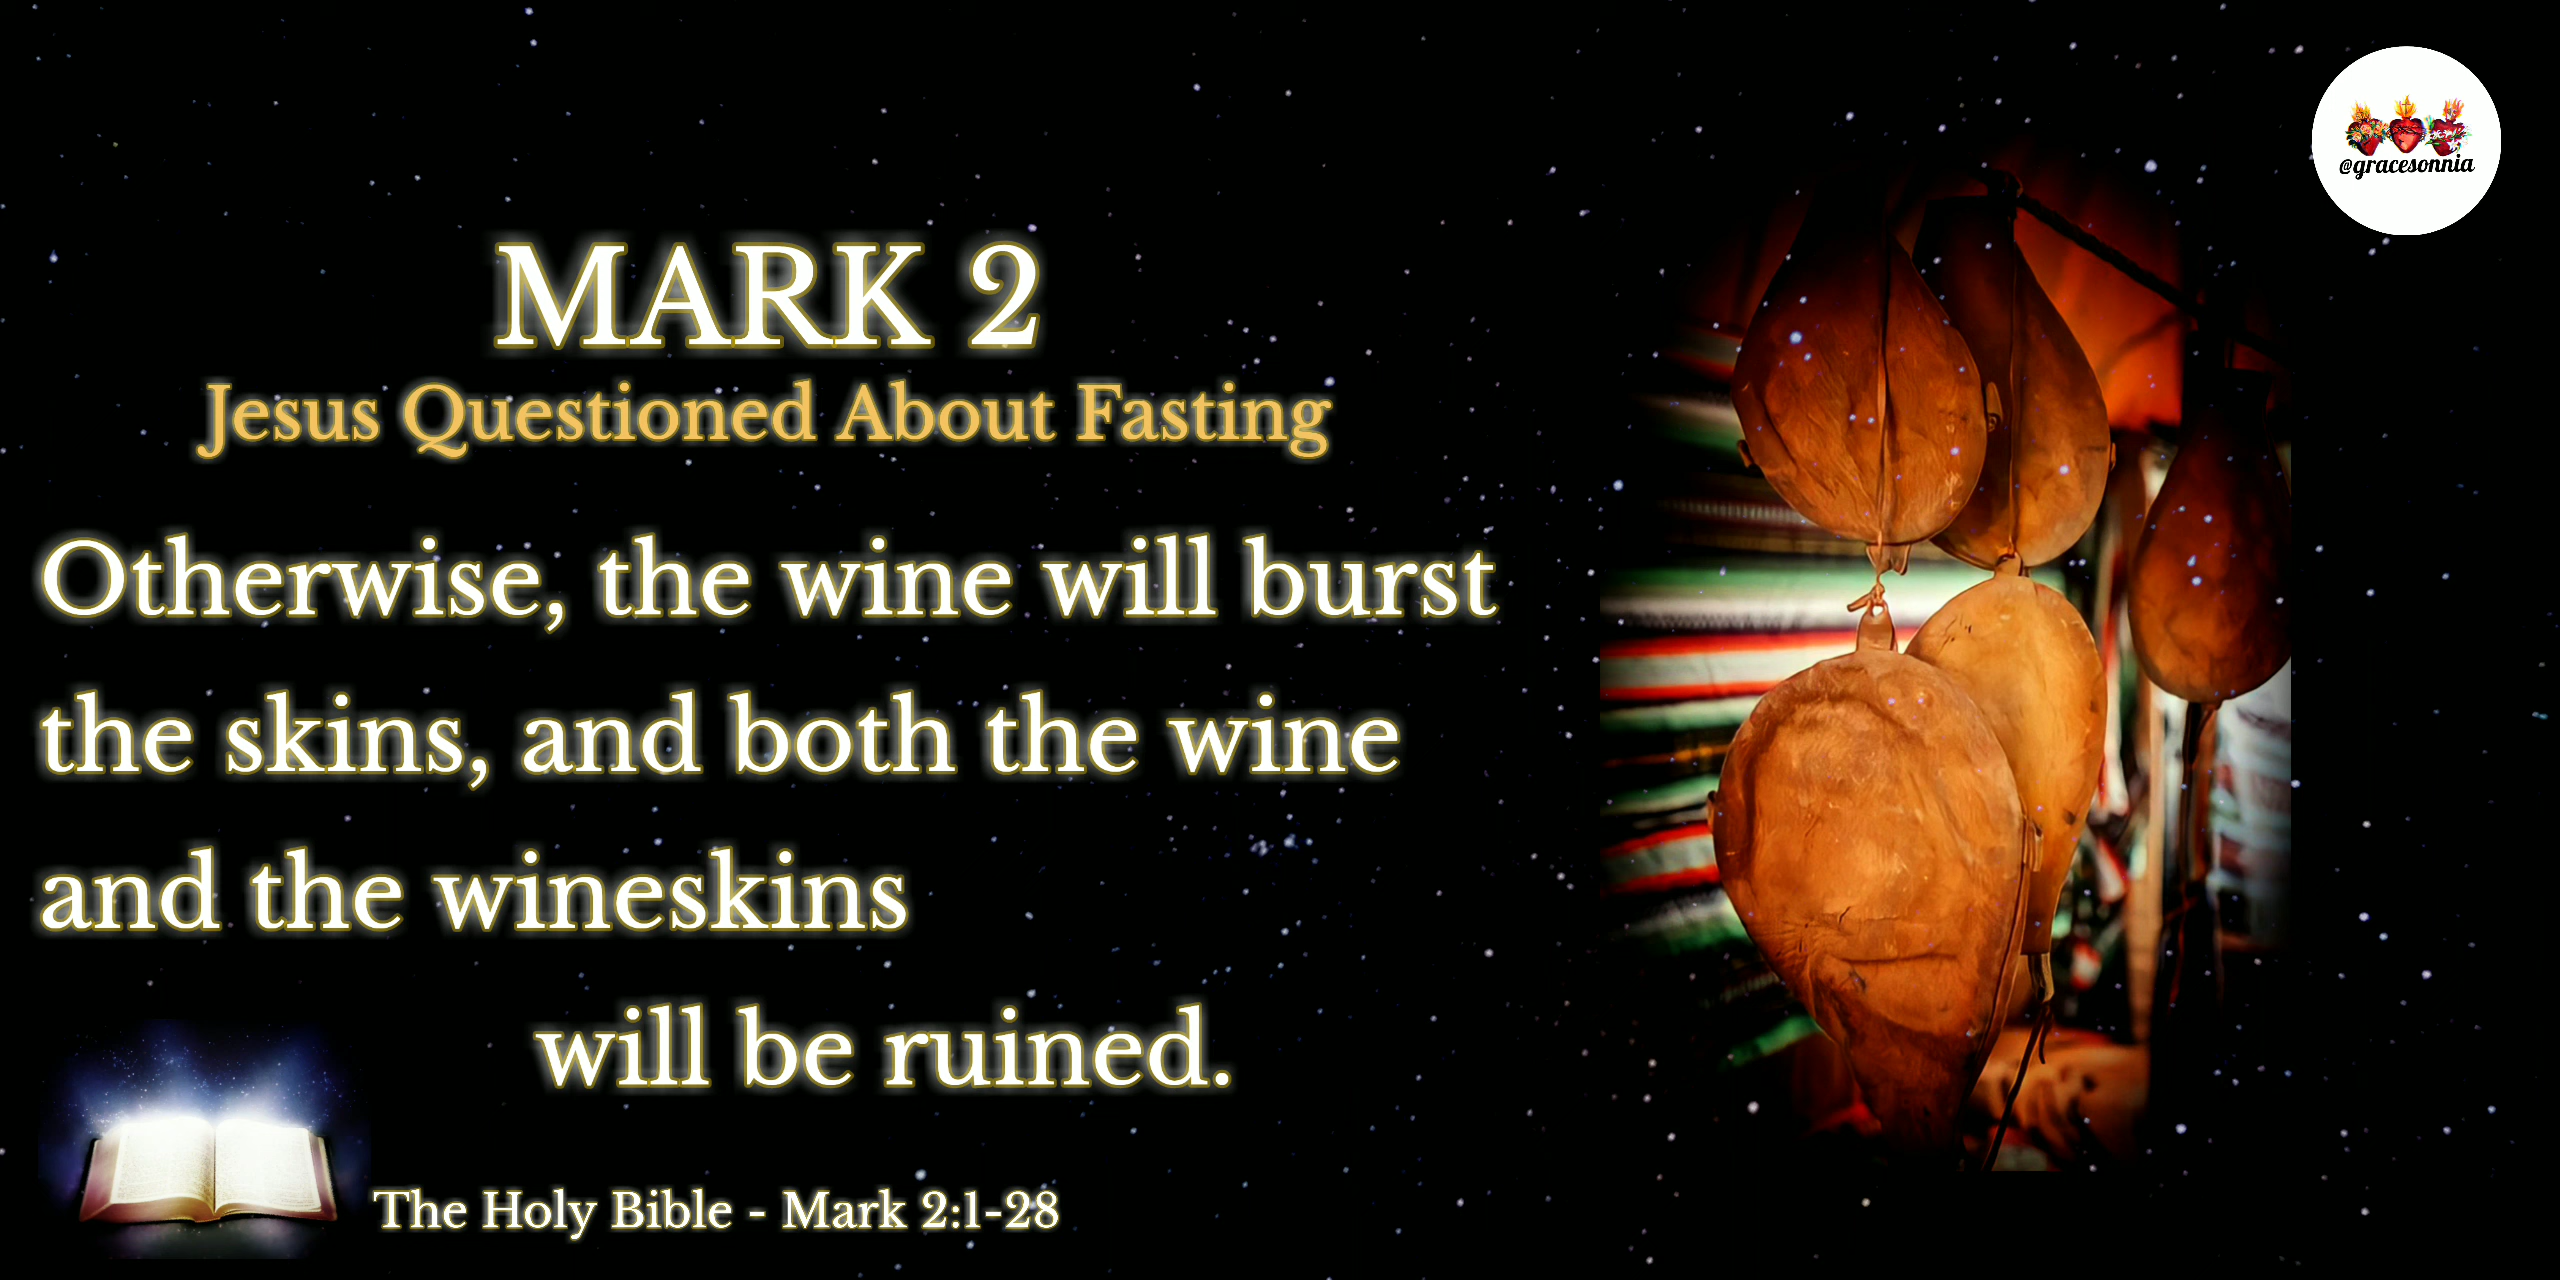 @gracesonnia
MARK 2
Jesus Questioned About Fasting
Otherwise, the wine will burst
the skins, and both the wine
and the wineskins
will be ruined.
The Holy Bible - Mark 2:1-28